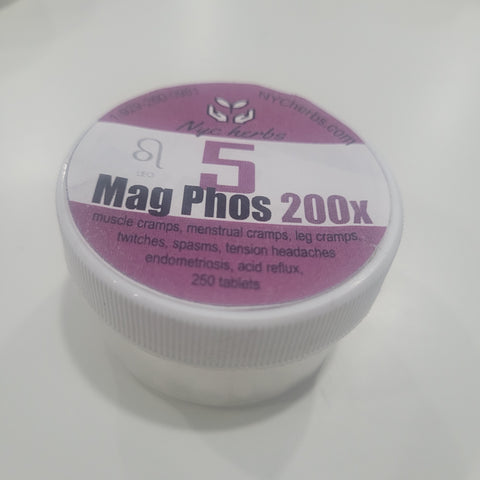 NYCherbs.com
Nyc herbs
LEO
5
Mag Phos 200x
muscle cramps, menstrual cramps, leg cramps,
twitches, spasms, tension headaches
endometriosis, acid reflux,
250 tablets